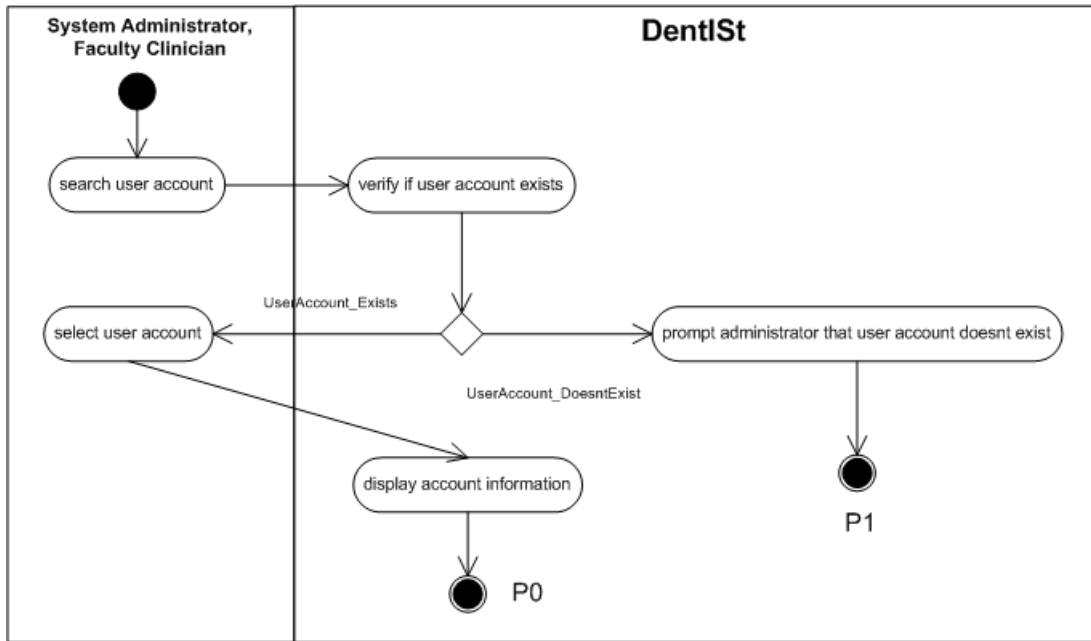 System Administrator,
Faculty Clinician
DentISt
search user account
verify if user account exists
UserAccount_Exists
select user account
prompt administrator that user account doesnt exist
UserAccount_DoesntExist
display account information
P1
P0